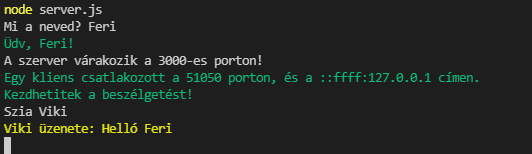 node server.js
Mi a neved? Feri
Üdv, Feri!
A szerver várakozik a 3000-es porton!
Egy kliens csatlakozott a 51050 porton, és a ::ffff:127.0.0.1 címen.
Kezdhetitek a beszélgetést!
Szia Viki
Viki üzenete: Helló Feri